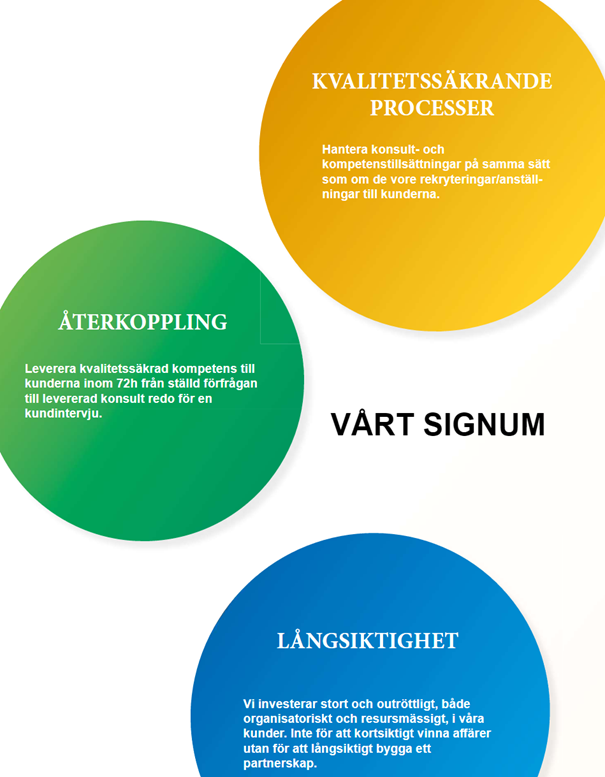 KVALITETSSÄKRANDE
PROCESSER
Hantera konsult- och
kompetenstillsättningar på samma sätt
som om de vore rekryteringar/anställ-
ningar till kunderna.
ÅTERKOPPLING
Leverera kvalitetssäkrad kompetens till
kunderna inom 72h från ställd förfrågan
till levererad konsult redo för en
kundintervju.
VÅRT SIGNUM
LÅNGSIKTIGHET
Vi investerar stort och outröttligt, både
organisatoriskt och resursmässigt, i våra
kunder. Inte för att kortsiktigt vinna affärer
utan för att långsiktigt bygga ett
partnerskap.